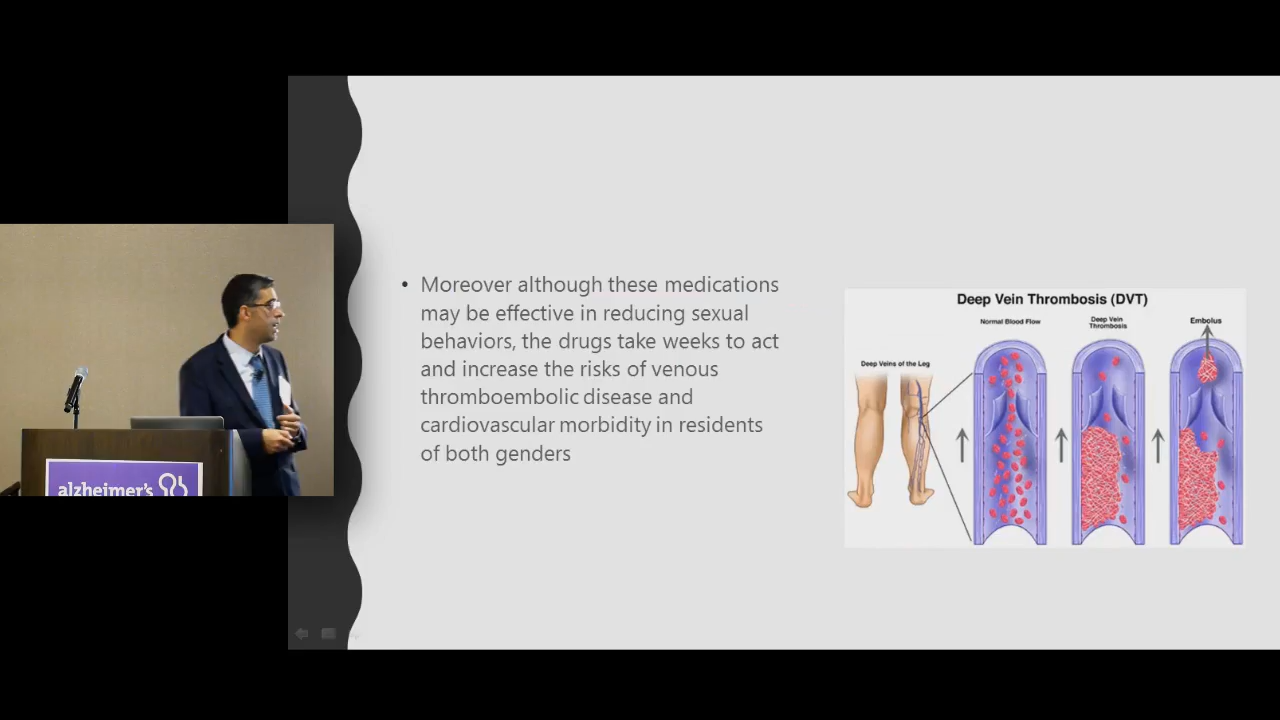 • Moreover although these medications
may be effective in reducing sexual
behaviors, the drugs take weeks to act
and increase the risks of venous
thromboembolic disease and
cardiovascular morbidity in residents
of both genders
Deep Vein Thrombosis (DVT)
Normal Blood Flow
Deep Vein
Thrombosis
Embolus
Deep Veins of the Leg
alzheimer's